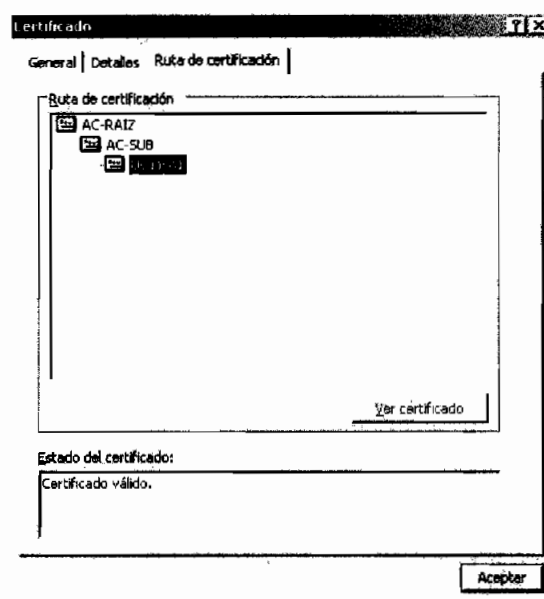 Certificado
General Detalles Ruta de certificación
Ruta de certificación
AC-RAIZ
AC-SUB
Ver certificado
Estado del certificado:
Certificado válido.
Aceptar